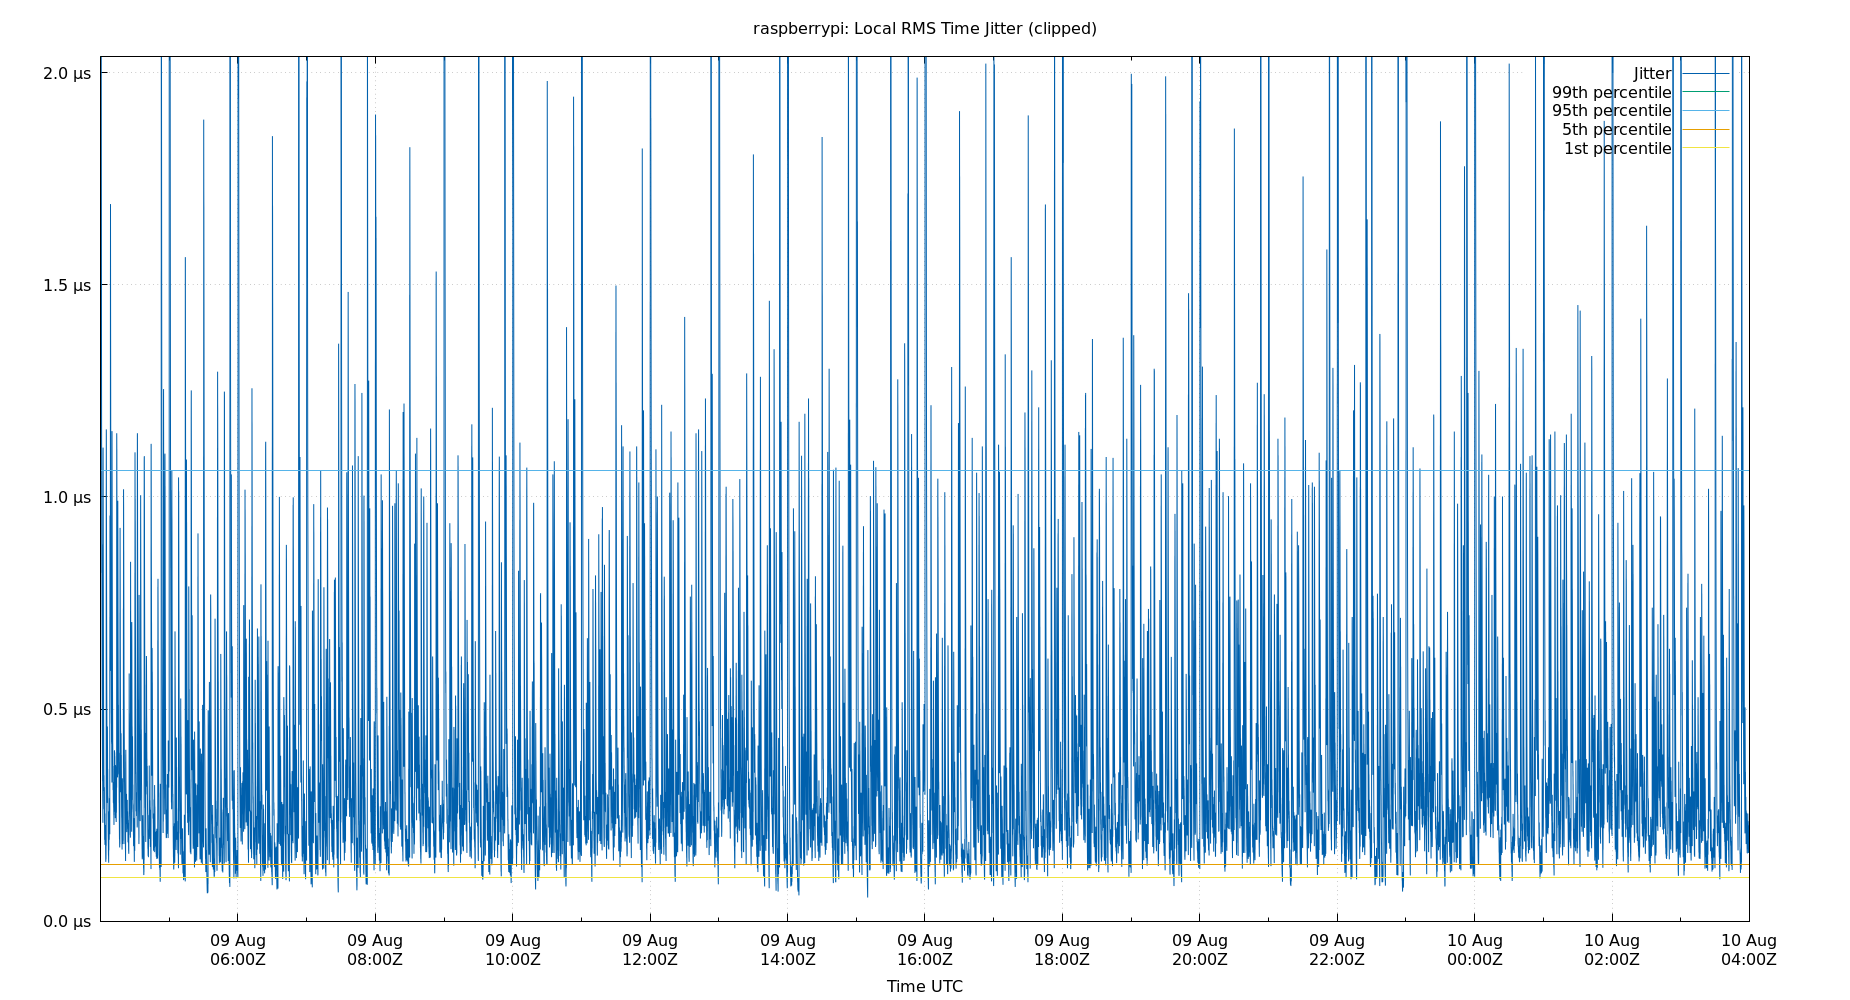 raspberrypi: Local RMS Time Jitter (clipped)
2.0 µs
1.5 µs
1.0 µs
0.5 µs
0.0 µs
Jitter
99th percentile
95th percentile
5th percentile
1st percentile
09 Aug 09 Aug 09 Aug 09 Aug 09 Aug 09 Aug 09 Aug 09 Aug 09 Aug 10 Aug 10 Aug 10 Aug
06:00Z 08:00Z 10:00Z 12:00Z 14:00Z 16:00Z 18:00Z 20:00Z 22:00Z 00:00Z 02:00Z 04:00Z
Time UTC